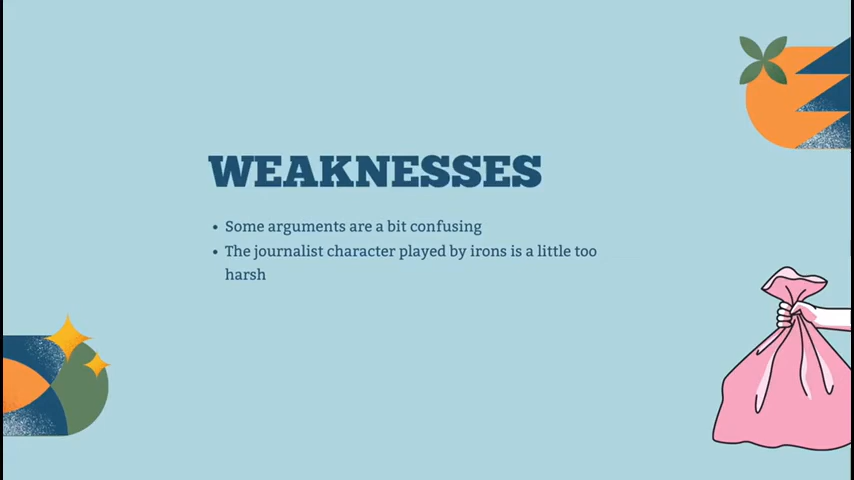 WEAKNESSES
• Some arguments are a bit confusing
• The journalist character played by irons is a little too
harsh